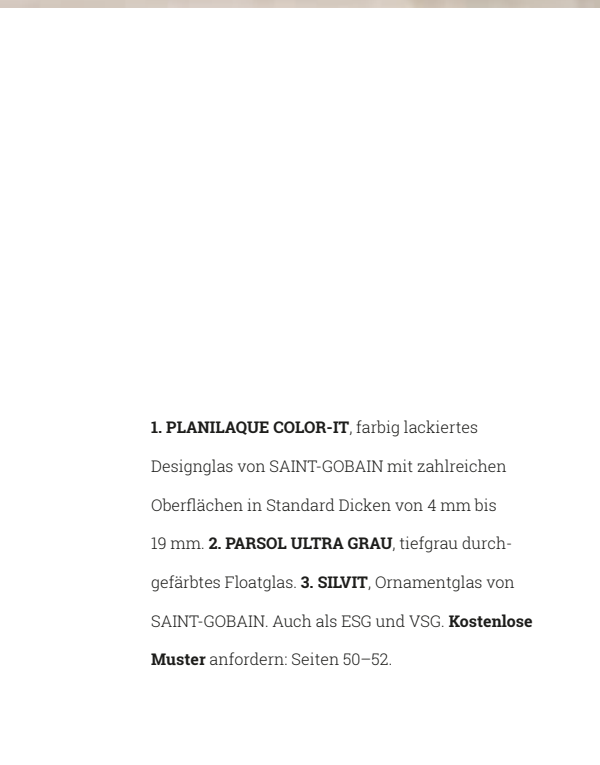 1. PLANILAQUE COLOR-IT, farbig lackiertes
Designglas von SAINT-GOBAIN mit zahlreichen
Oberflächen in Standard Dicken von 4 mm bis
19 mm. 2. PARSOL ULTRA GRAU, tiefgrau durch-
gefärbtes Floatglas. 3. SILVIT, Ornamentglas von
SAINT-GOBAIN. Auch als ESG und VSG. Kostenlose
Muster anfordern: Seiten 50–52.